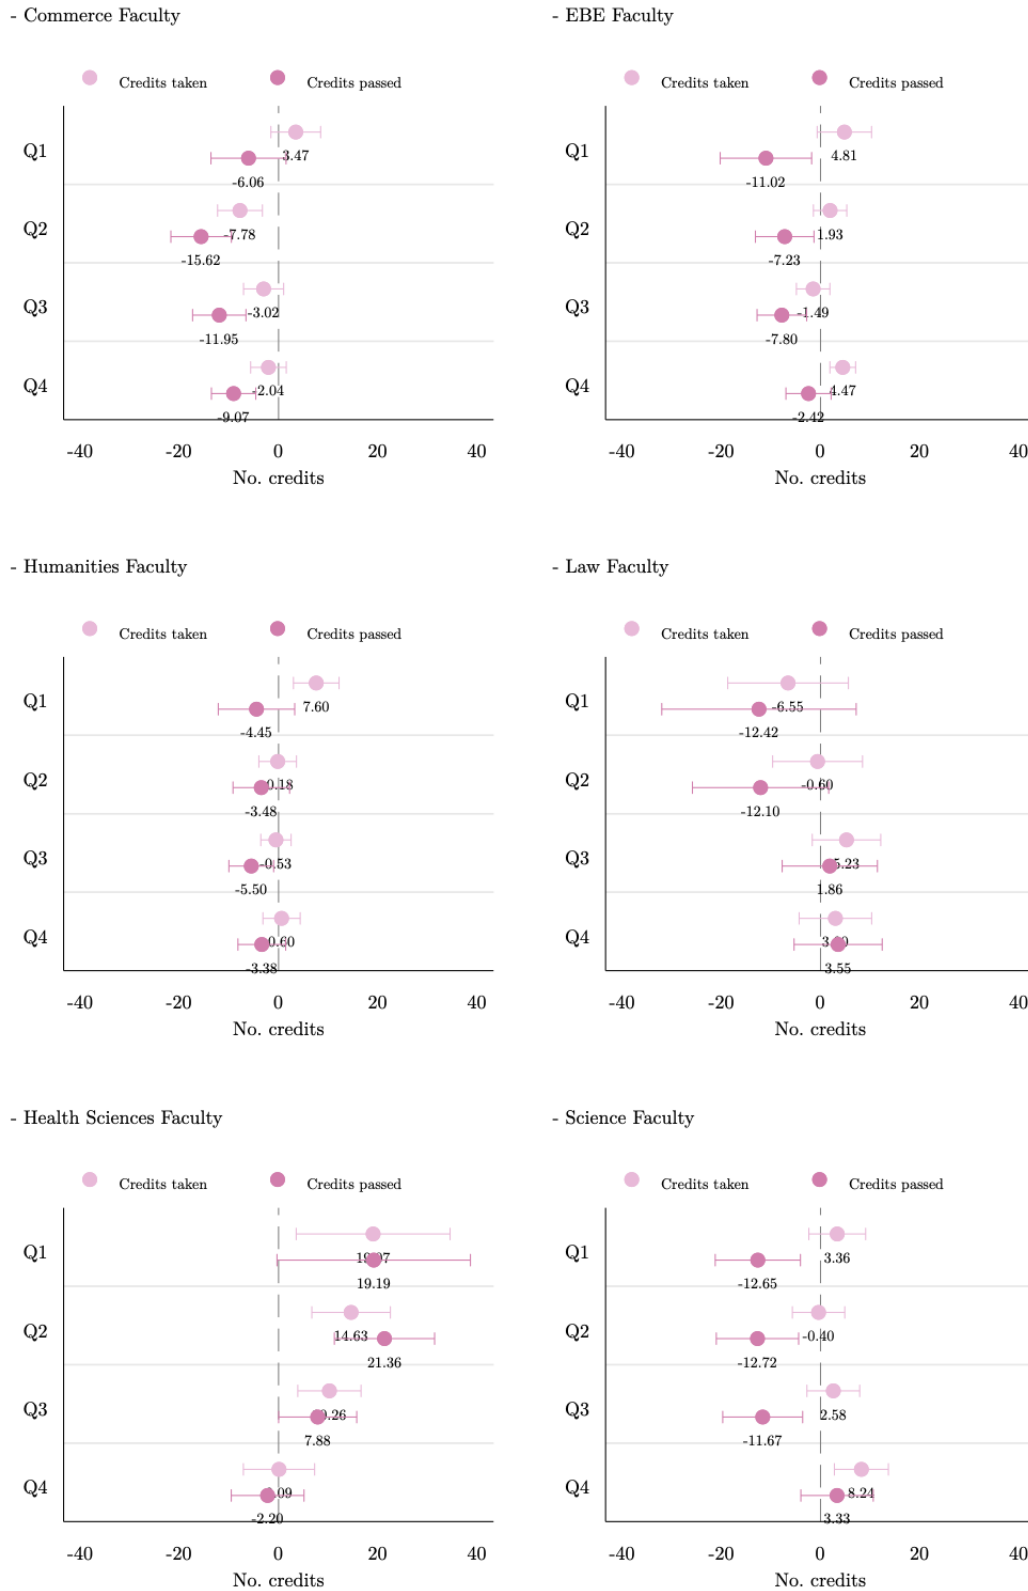 - Commerce Faculty
Credits taken Credits passed
Q1
3.47
-6.06
Q2
-7.78
-15.62
Q3
-3.02
-11.95
Q4
-2.04
-9.07
-40 -20 0 20 40
No. credits
- EBE Faculty
Credits taken Credits passed
Q1
4.81
-11.02
Q2
1.93
-7.23
Q3
-1.49
-7.80
Q4
4.47
-2.42
-40 -20 0 20 40
No. credits
- Humanities Faculty
Credits taken Credits passed
Q1
7.60
-4.45
Q2
-3.48
Q3
-0.53
-5.50
Q4
0.60
-3.38
-40 -20 0 20 40
No. credits
- Law Faculty
Credits taken Credits passed
Q1
-6.55
-12.42
Q2
-0.60
-12.10
Q3
5.23
1.86
Q4
3.55
-40 -20 0 20 40
No. credits
- Health Sciences Faculty
Credits taken Credits passed
Q1
19.19
Q2
14.63
21.36
Q3
7.88
Q4
-2.20
-40 -20 0 20 40
No. credits
- Science Faculty
Credits taken Credits passed
Q1
3.36
-12.65
Q2
-0.40
-12.72
Q3
2.58
-11.67
Q4
8.24
3.33
-40 -20 0 20 40
No. credits